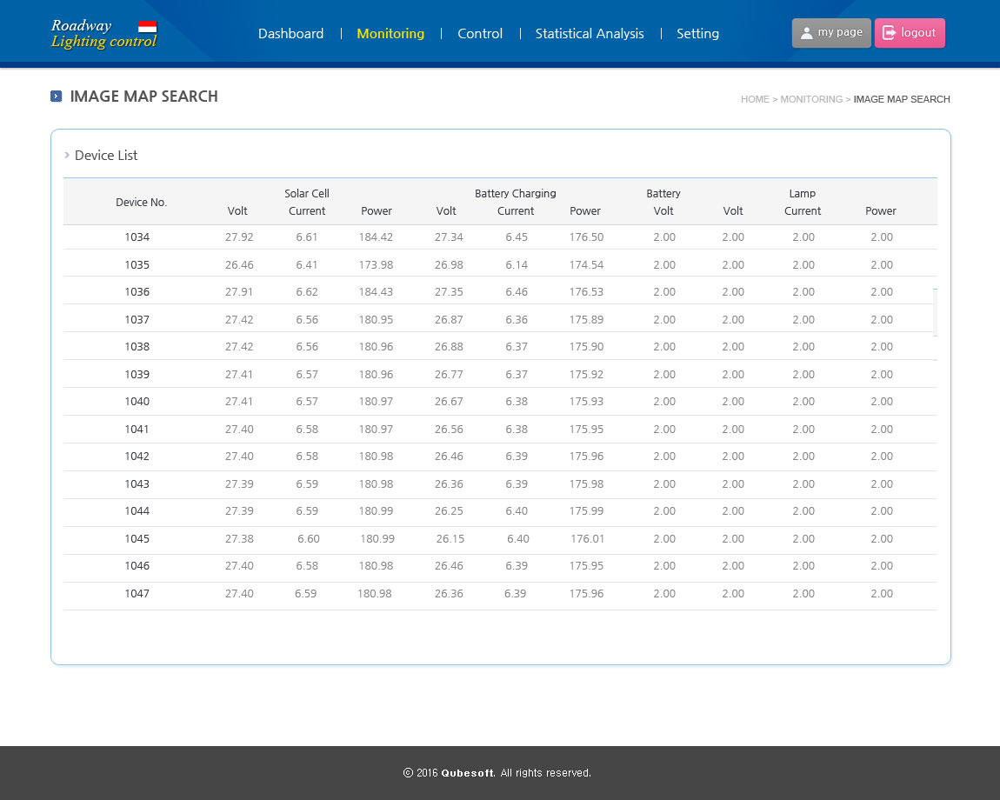 Roadway
Lighting control
Dashboard | Monitoring | Control | Statistical Analysis | Setting
my page
logout
IMAGE MAP SEARCH
HOME > MONITORING > IMAGE MAP SEARCH
Device List
Solar Cell Battery Charging Battery Lamp
Device No.
Volt Current Power Volt Current Power Volt Volt Current Power
1034 27.92 6.61 184.42 27.34 6.45 176.50 2.00 2.00 2.00 2.00
1035 26.46 6.41 173.98 26.98 6.14 174.54 2.00 2.00 2.00 2.00
1036 27.91 6.62 184.43 27.35 6.46 176.53 2.00 2.00 2.00 2.00
1037 27.42 6.56 180.95 26.87 6.36 175.89 2.00 2.00 2.00 2.00
1038 27.42 6.56 180.96 26.88 6.37 175.90 2.00 2.00 2.00 2.00
1039 27.41 6.57 180.96 26.77 6.37 175.92 2.00 2.00 2.00 2.00
1040 27.41 6.57 180.97 26.67 6.38 175.93 2.00 2.00 2.00 2.00
1041 27.40 6.58 180.97 26.56 6.38 175.95 2.00 2.00 2.00 2.00
1042 27.40 6.58 180.98 26.46 6.39 175.96 2.00 2.00 2.00 2.00
1043 27.39 6.59 180.98 26.36 6.39 175.98 2.00 2.00 2.00 2.00
1044 27.39 6.59 180.99 26.25 6.40 175.99 2.00 2.00 2.00 2.00
1045 27.38 6.60 180.99 26.15 6.40 176.01 2.00 2.00 2.00 2.00
1046 27.40 6.58 180.98 26.46 6.39 175.95 2.00 2.00 2.00 2.00
1047 27.40 6.59 180.98 26.36 6.39 175.96 2.00 2.00 2.00 2.00
ⓒ 2016 Qubesoft. All rights reserved.